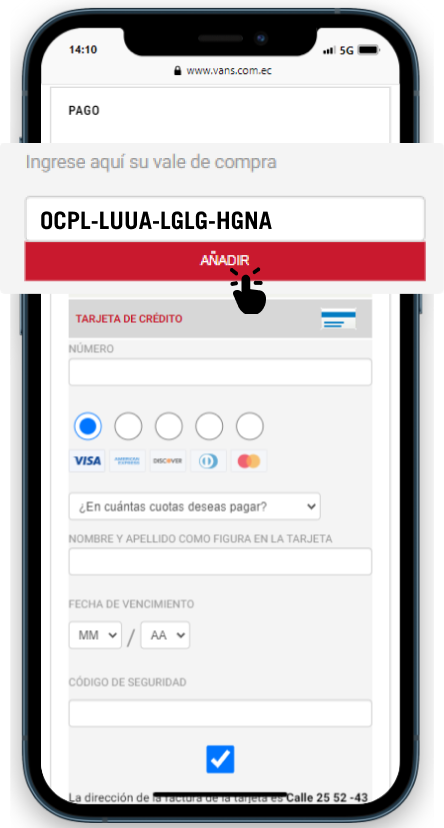 14:10
5G
www.vans.com.ec
PAGO
Ingrese aquí su vale de compra
OCPL-LUUA-LGLG-HGNA
AÑADIR
TARJETA DE CRÉDITO
NÚMERO
VISA AMERICAN EXPRESS DISCOVER
¿En cuántas cuotas deseas pagar?
NOMBRE Y APELLIDO COMO FIGURA EN LA TARJETA
FECHA DE VENCIMIENTO
MM / AA
CÓDIGO DE SEGURIDAD
La dirección de la factura de la tarjeta es Calle 25 52 -43